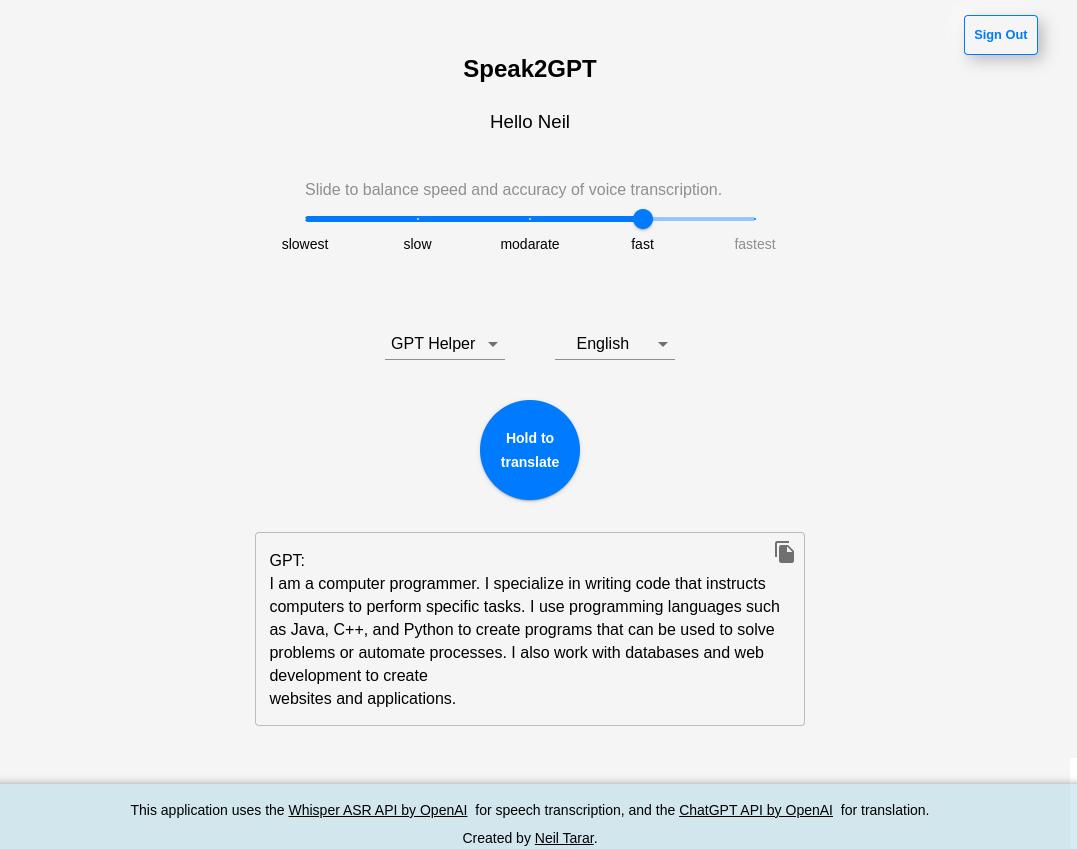 Sign Out
Speak2GPT
Hello Neil
Slide to balance speed and accuracy of voice transcription.
slowest slow modarate fast fastest
GPT Helper English
Hold to
translate
GPT:
I am a computer programmer. I specialize in writing code that instructs
computers to perform specific tasks. I use programming languages such
as Java, C++, and Python to create programs that can be used to solve
problems or automate processes. I also work with databases and web
development to create
websites and applications.
This application uses the Whisper ASR API by OpenAI for speech transcription, and the ChatGPT API by OpenAI for translation.
Created by Neil Tarar.